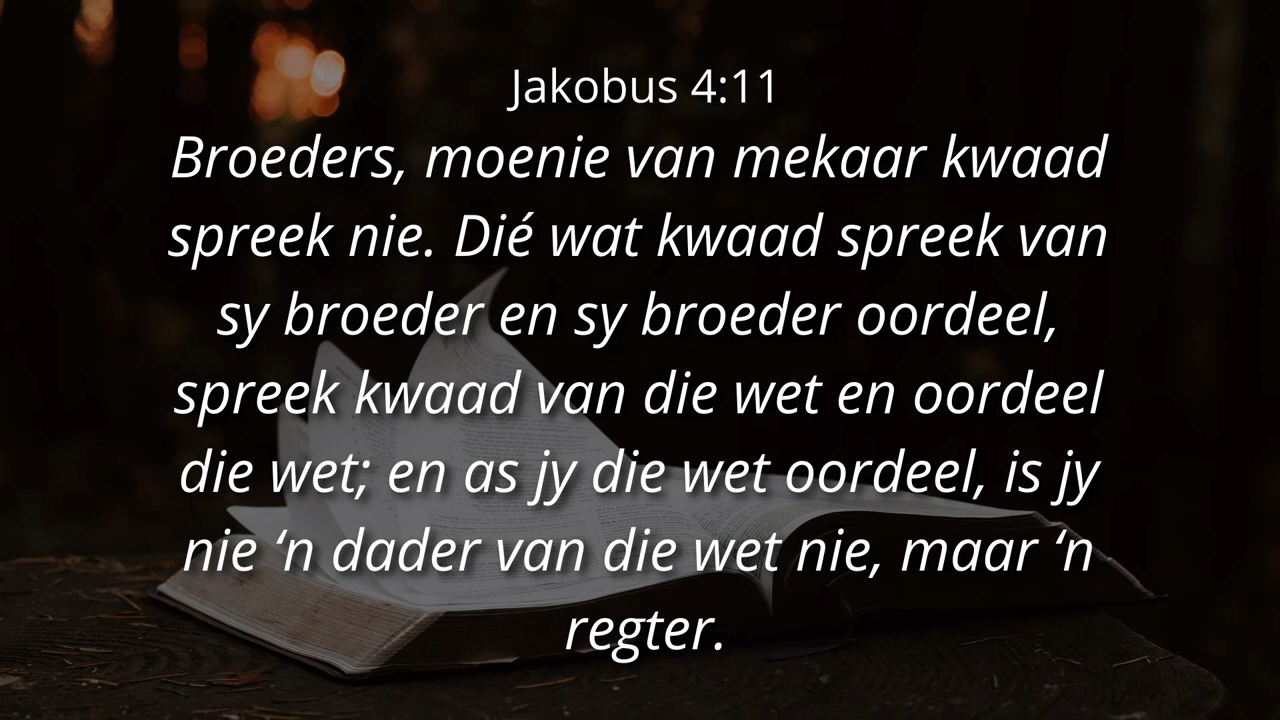 Jakobus 4:11
Broeders, moenie van mekaar kwaad
spreek nie. Dié wat kwaad spreek van
sy broeder en sy broeder oordeel,
spreek kwaad van die wet en oordeel
die wet; en as jy die wet oordeel, is jy
nie ‘n dader van die wet nie, maar ‘n
regter.